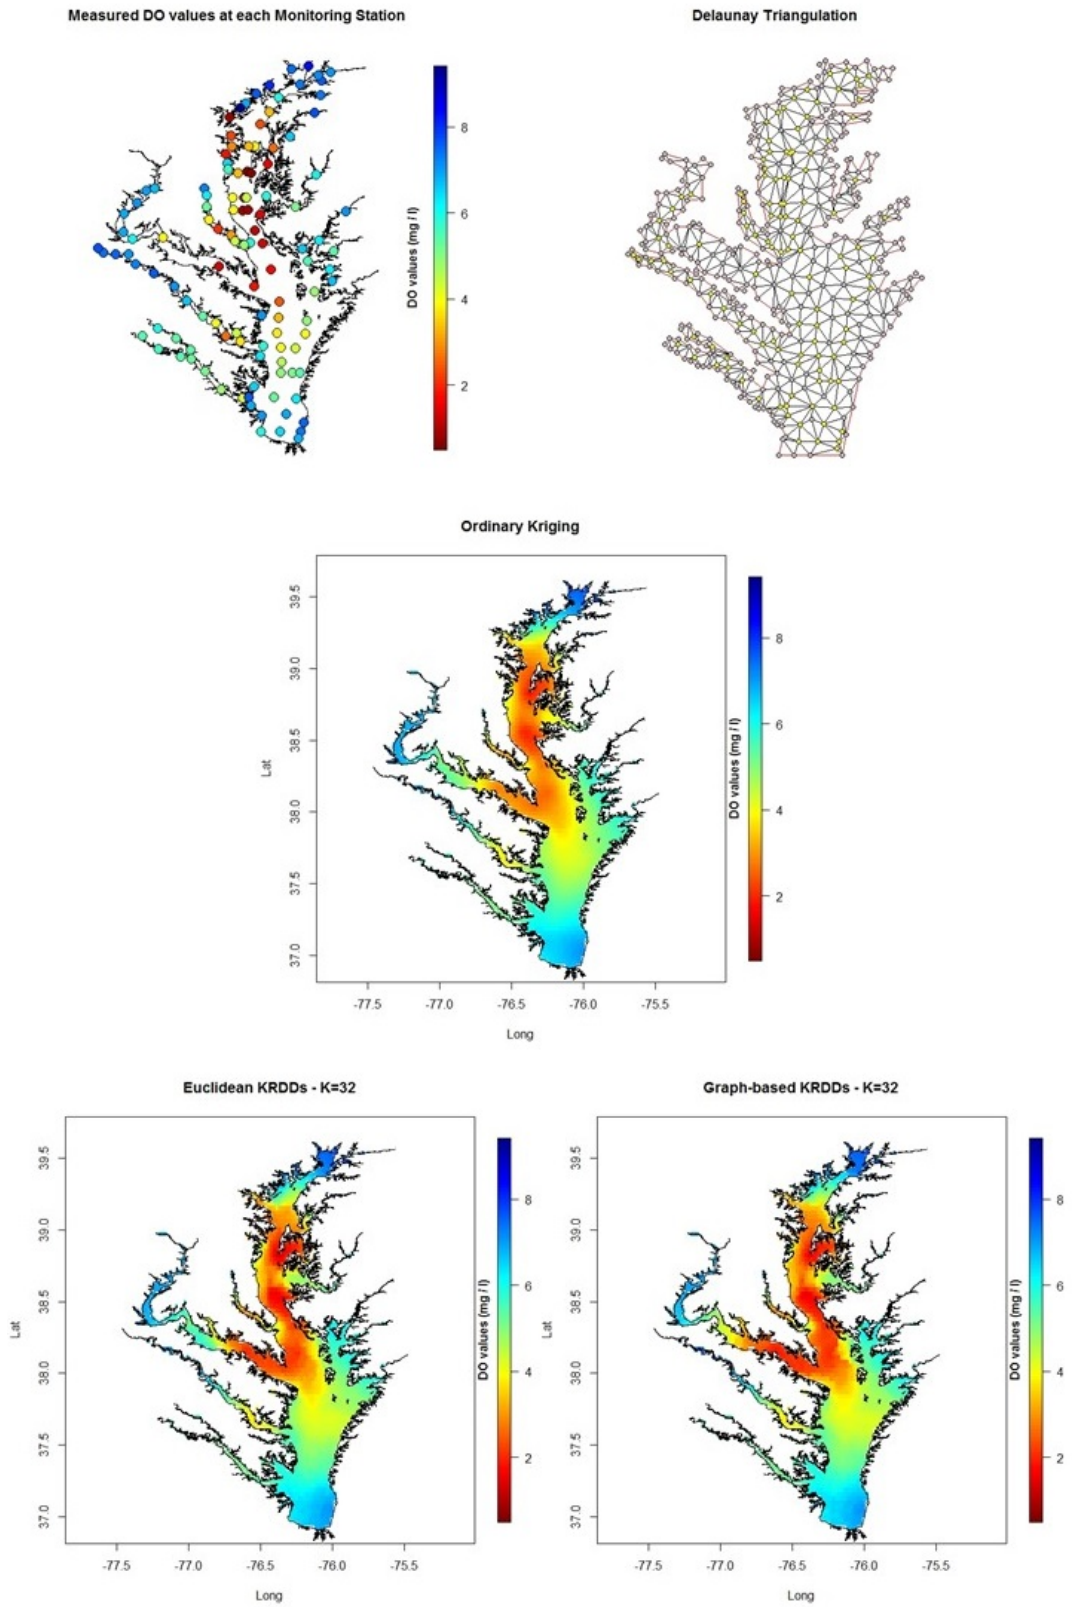 Measured DO values at each Monitoring Station
Delaunay Triangulation
DO values (mg / l)
8
6
4
2
Ordinary Kriging
Lat
39.5
39.0
38.5
38.0
37.5
37.0
-77.5 -77.0 -76.5 -76.0 -75.5
Long
DO values (mg / l)
8
6
4
2
Euclidean KRDDs - K=32
Lat
39.5
39.0
38.5
38.0
37.5
37.0
-77.5 -77.0 -76.5 -76.0 -75.5
Long
DO values (mg / l)
8
6
4
2
Graph-based KRDDs - K=32
Lat
39.5
39.0
38.5
38.0
37.5
37.0
-77.5 -77.0 -76.5 -76.0 -75.5
Long
DO values (mg / l)
8
6
4
2